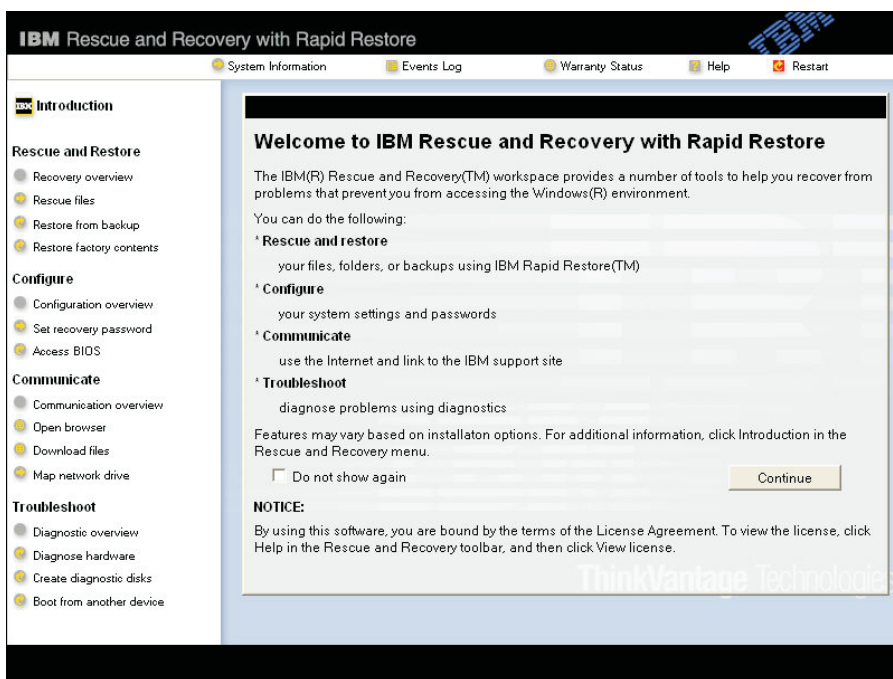 IBM Rescue and Recovery with Rapid Restore
IBM
System Information
Events Log
Warranty Status
Help
Restart
IBM Introduction
Rescue and Restore
Recovery overview
Rescue files
Restore from backup
Restore factory contents
Configure
Configuration overview
Set recovery password
Access BIOS
Communicate
Communication overview
Open browser
Download files
Map network drive
Troubleshoot
Diagnostic overview
Diagnose hardware
Create diagnostic disks
Boot from another device
Welcome to IBM Rescue and Recovery with Rapid Restore
The IBM(R) Rescue and Recovery(TM) workspace provides a number of tools to help you recover from
problems that prevent you from accessing the Windows(R) environment.
You can do the following:
* Rescue and restore
your files, folders, or backups using IBM Rapid Restore(TM)
* Configure
your system settings and passwords
* Communicate
use the Internet and link to the IBM support site
* Troubleshoot
diagnose problems using diagnostics
Features may vary based on installaton options. For additional information, click Introduction in the
Rescue and Recovery menu.
Do not show again
Continue
NOTICE:
By using this software, you are bound by the terms of the License Agreement. To view the license, click
Help in the Rescue and Recovery toolbar, and then click View license.
ThinkVantage Technologies